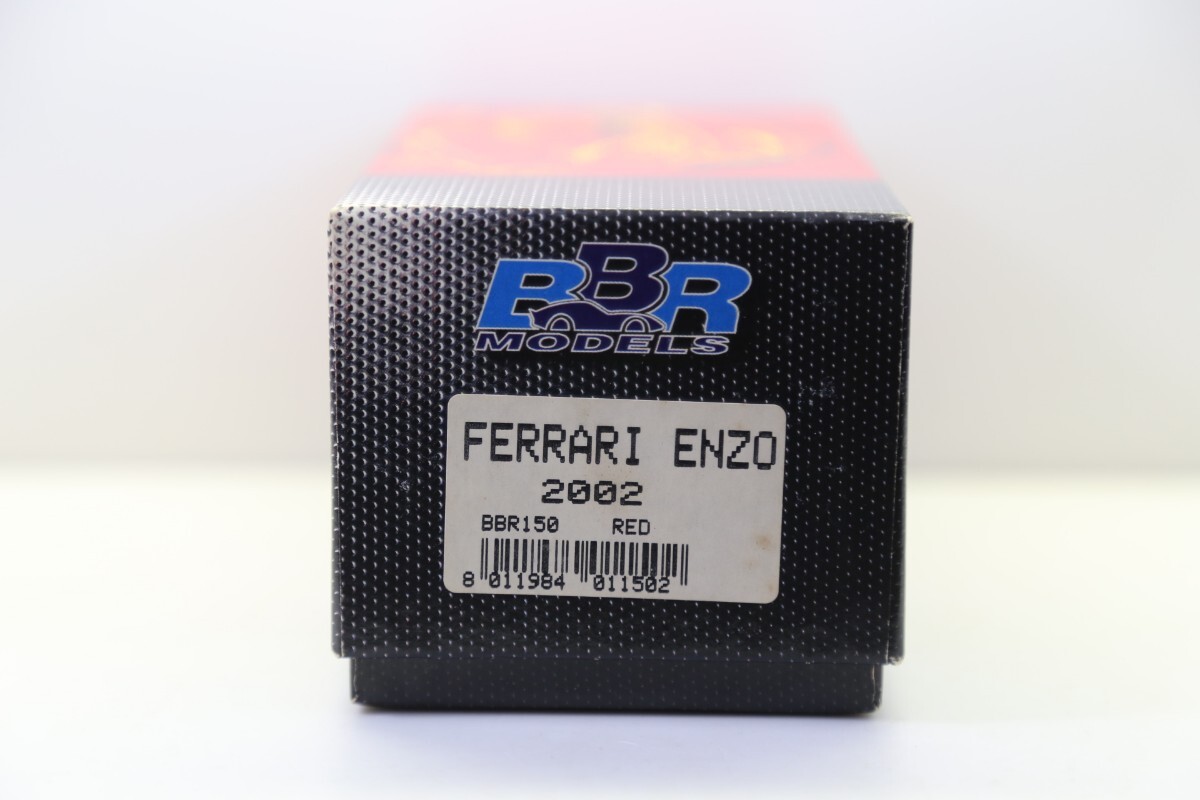 BBR
MODELS
FERRARI ENZO
2002
BBR150 RED
8 011984 011502